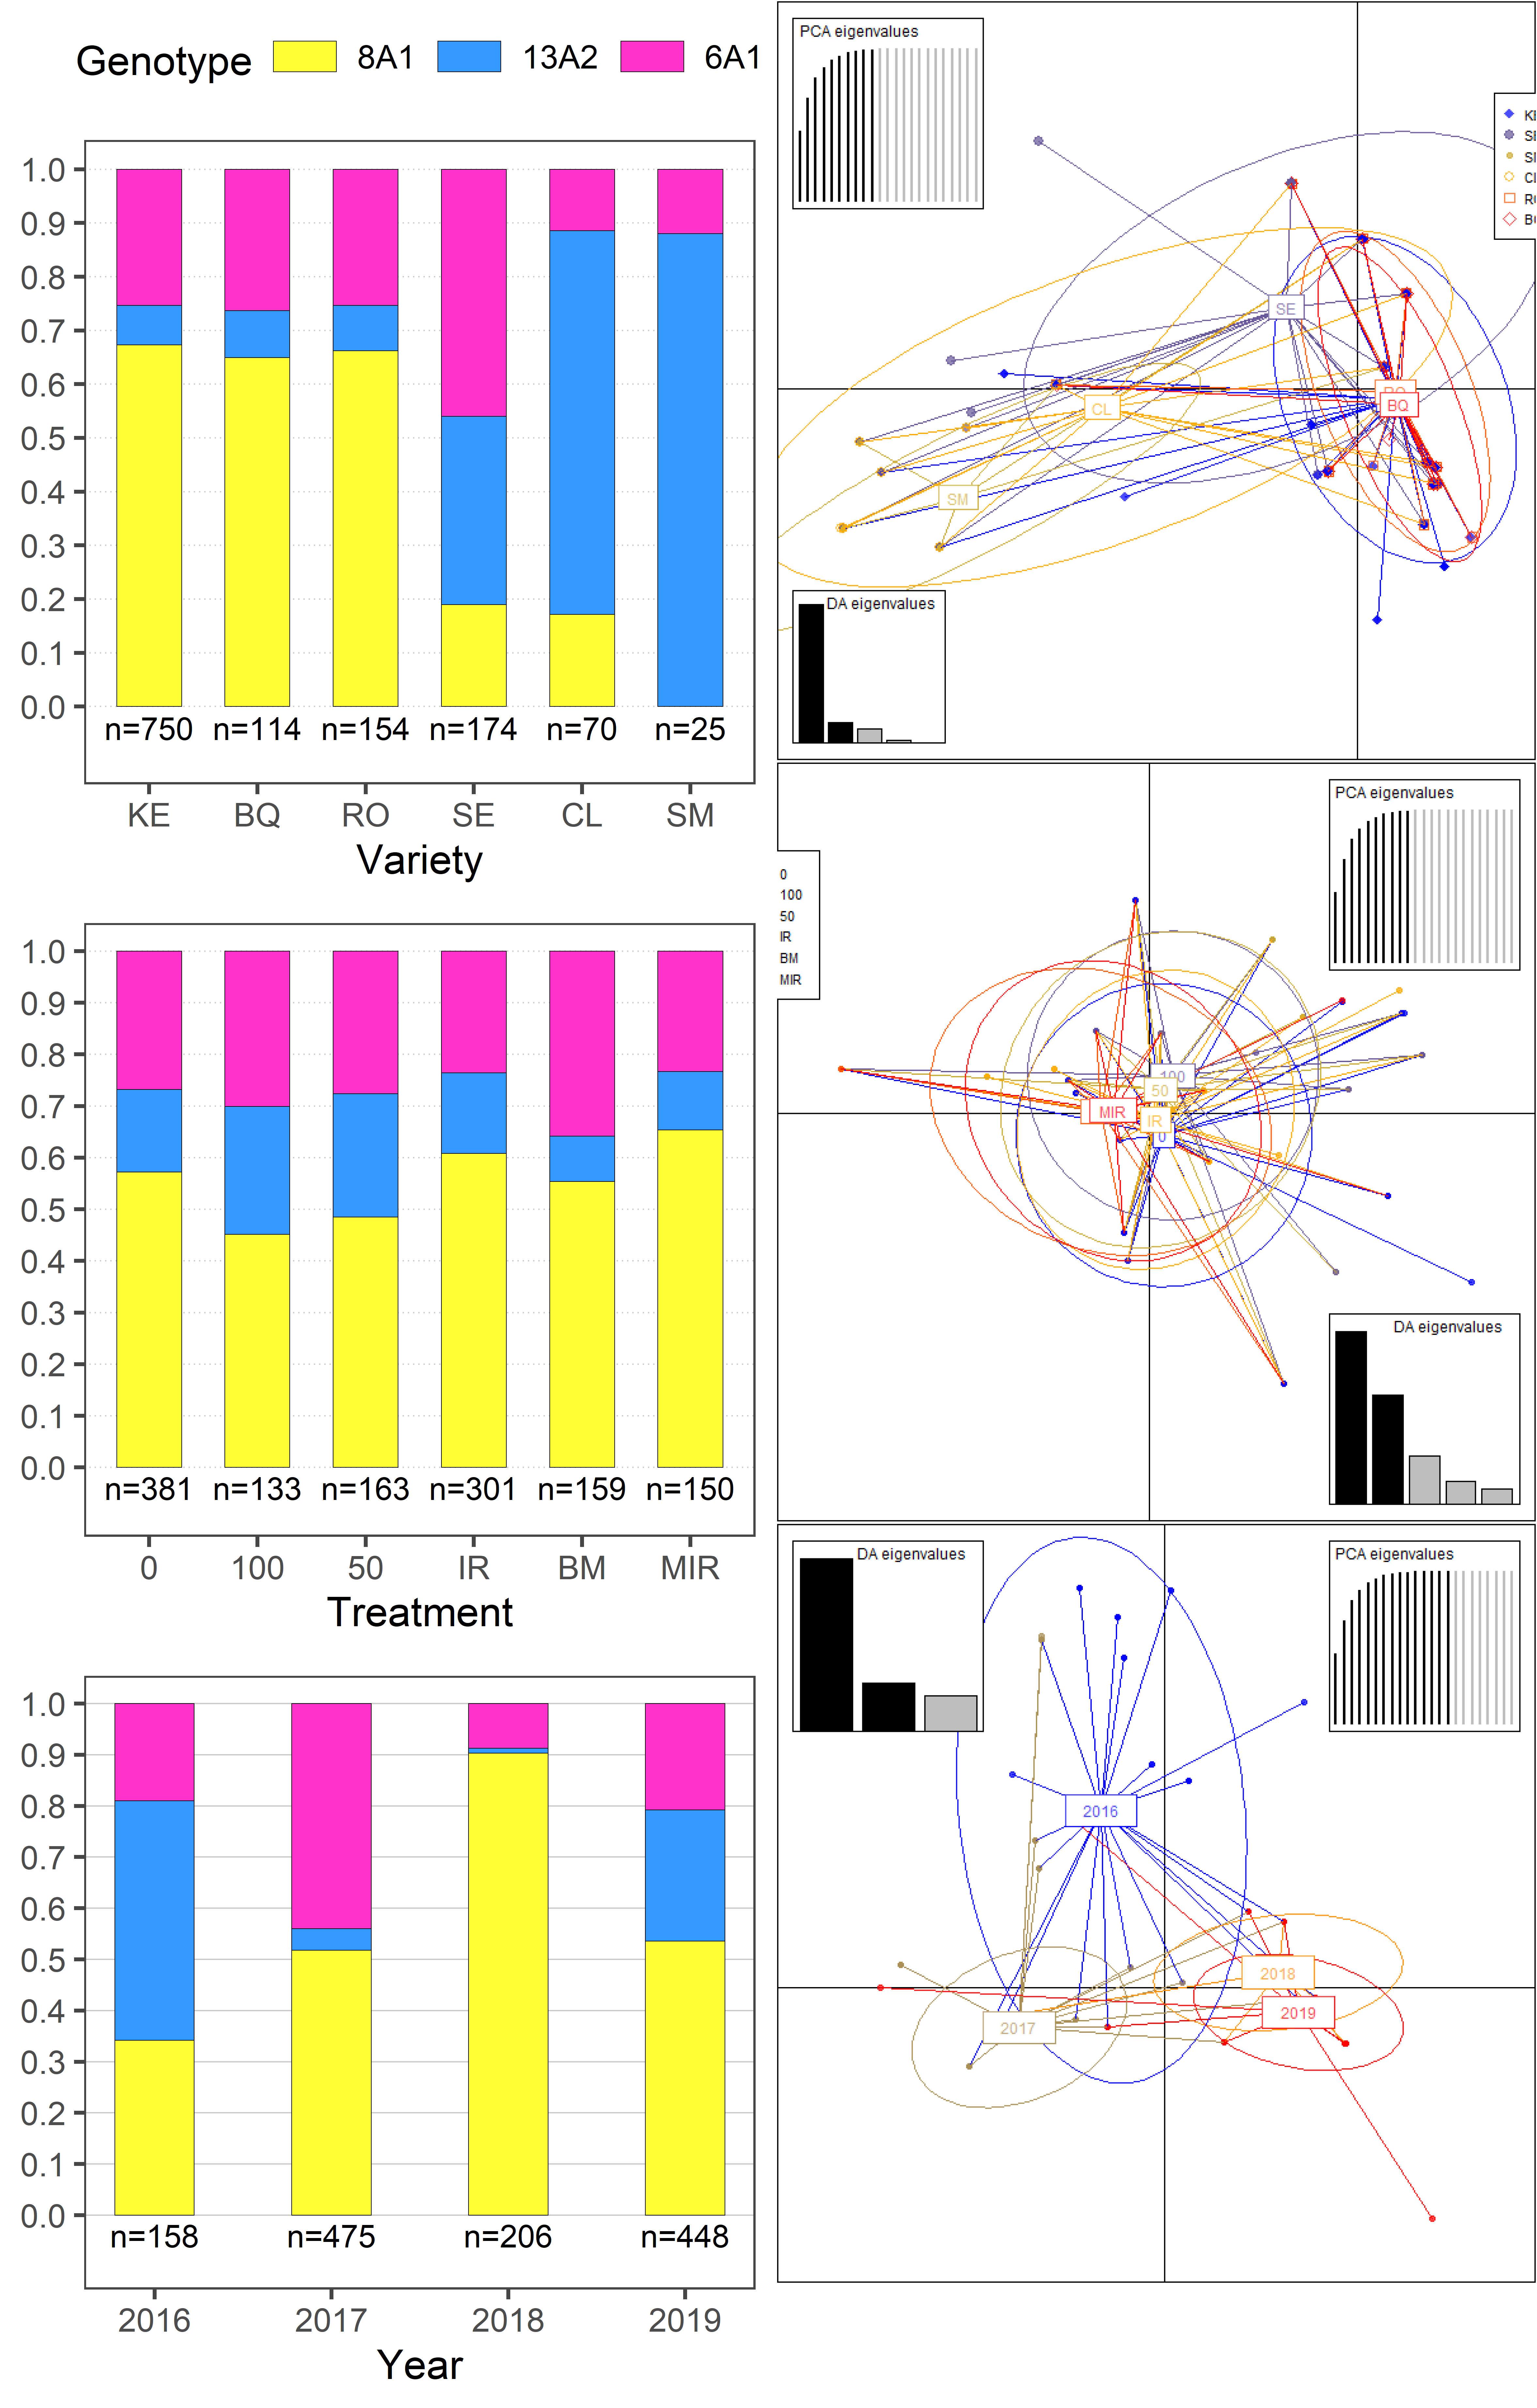 Genotype 8A1 13A2 6A1
1.0
0.9
0.8
0.7
0.6
0.5
0.4
0.3
0.2
0.1
0.0
n=750 n=114 n=154 n=174 n=70 n=25
KE BQ RO SE CL SM
Variety
1.0
0.9
0.8
0.7
0.6
0.5
0.4
0.3
0.2
0.1
0.0
n=381 n=133 n=163 n=301 n=159 n=150
0 100 50 IR BM MIR
Treatment
1.0
0.9
0.8
0.7
0.6
0.5
0.4
0.3
0.2
0.1
0.0
n=158 n=475 n=206 n=448
2016 2017 2018 2019
Year
PCA eigenvalues
SE
CL
BQ
SM
DA eigenvalues
PCA eigenvalues
0
100
50
IR
BM
MIR
100
50
MIR
IR
0
DA eigenvalues
DA eigenvalues
PCA eigenvalues
2016
2018
2019
2017